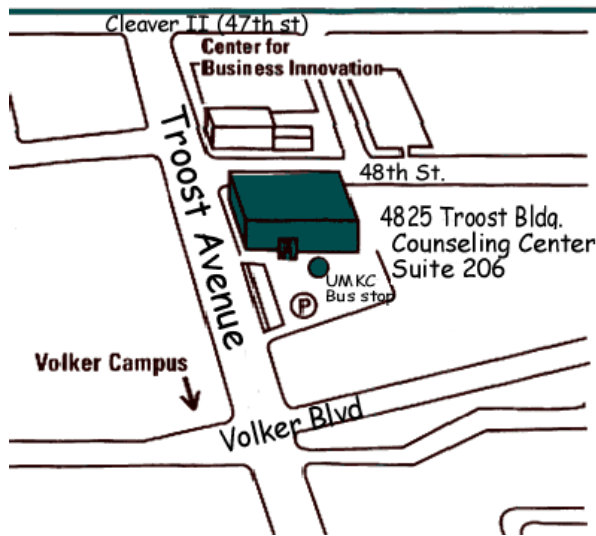 Cleaver II (47th st)
Center for
Business Innovation
Troost Avenue
48th St.
4825 Troost Bldg.
Counseling Center
Suite 206
UMKC
Bus stop
P
Volker Campus
Volker Blvd